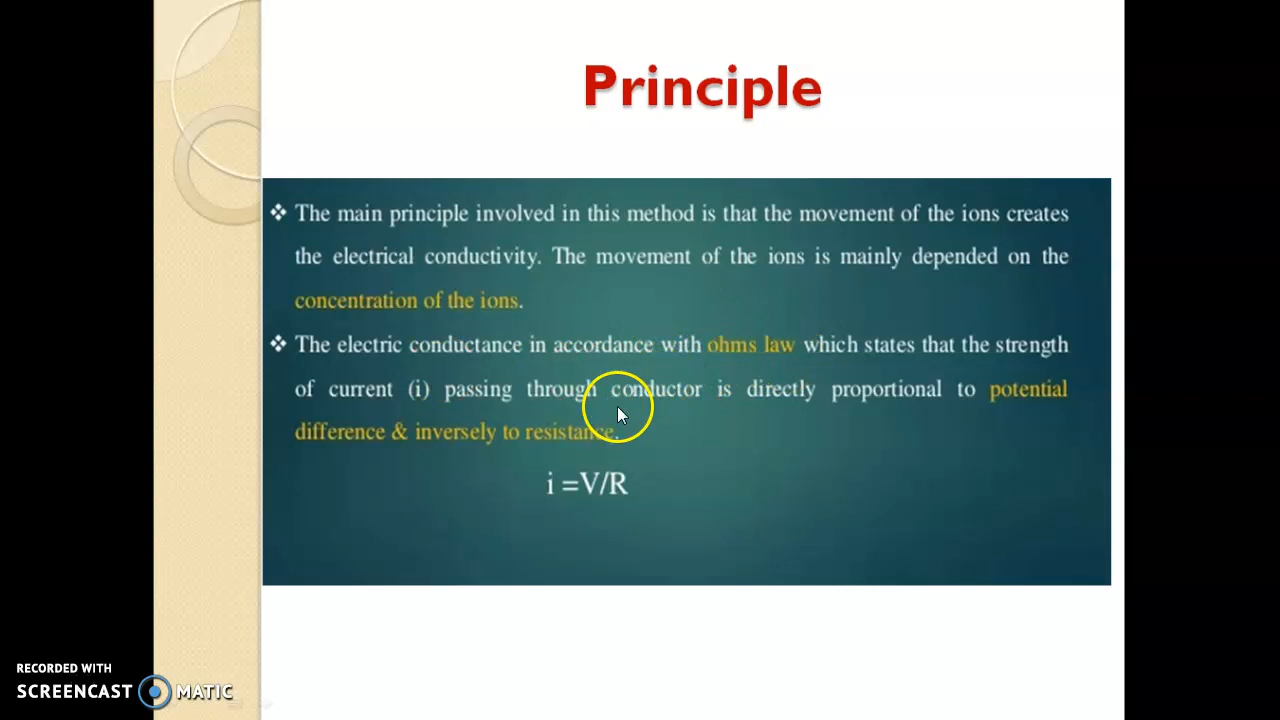 Principle
❖ The main principle involved in this method is that the movement of the ions creates
the electrical conductivity. The movement of the ions is mainly depended on the
concentration of the ions.
❖ The electric conductance in accordance with ohms law which states that the strength
of current (i) passing through conductor is directly proportional to potential
difference & inversely to resistance.
i =V/R
RECORDED WITH
SCREENCAST MATIC